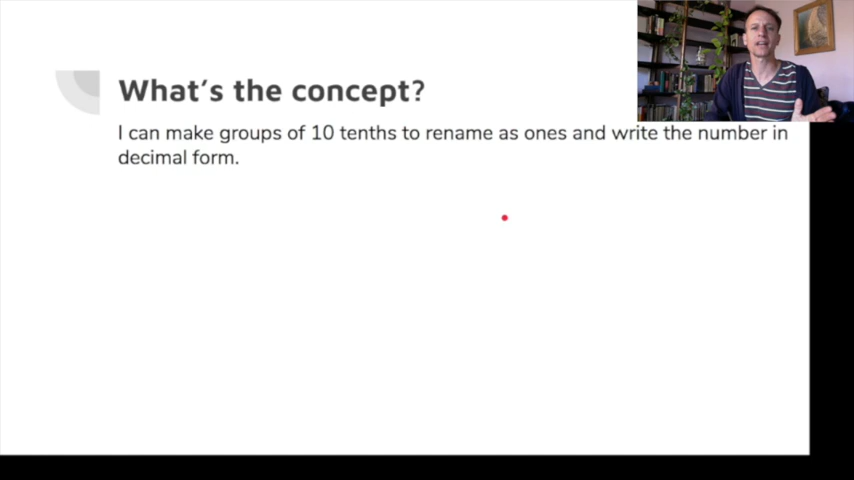 What's the concept?
I can make groups of 10 tenths to rename as ones and write the number in
decimal form.